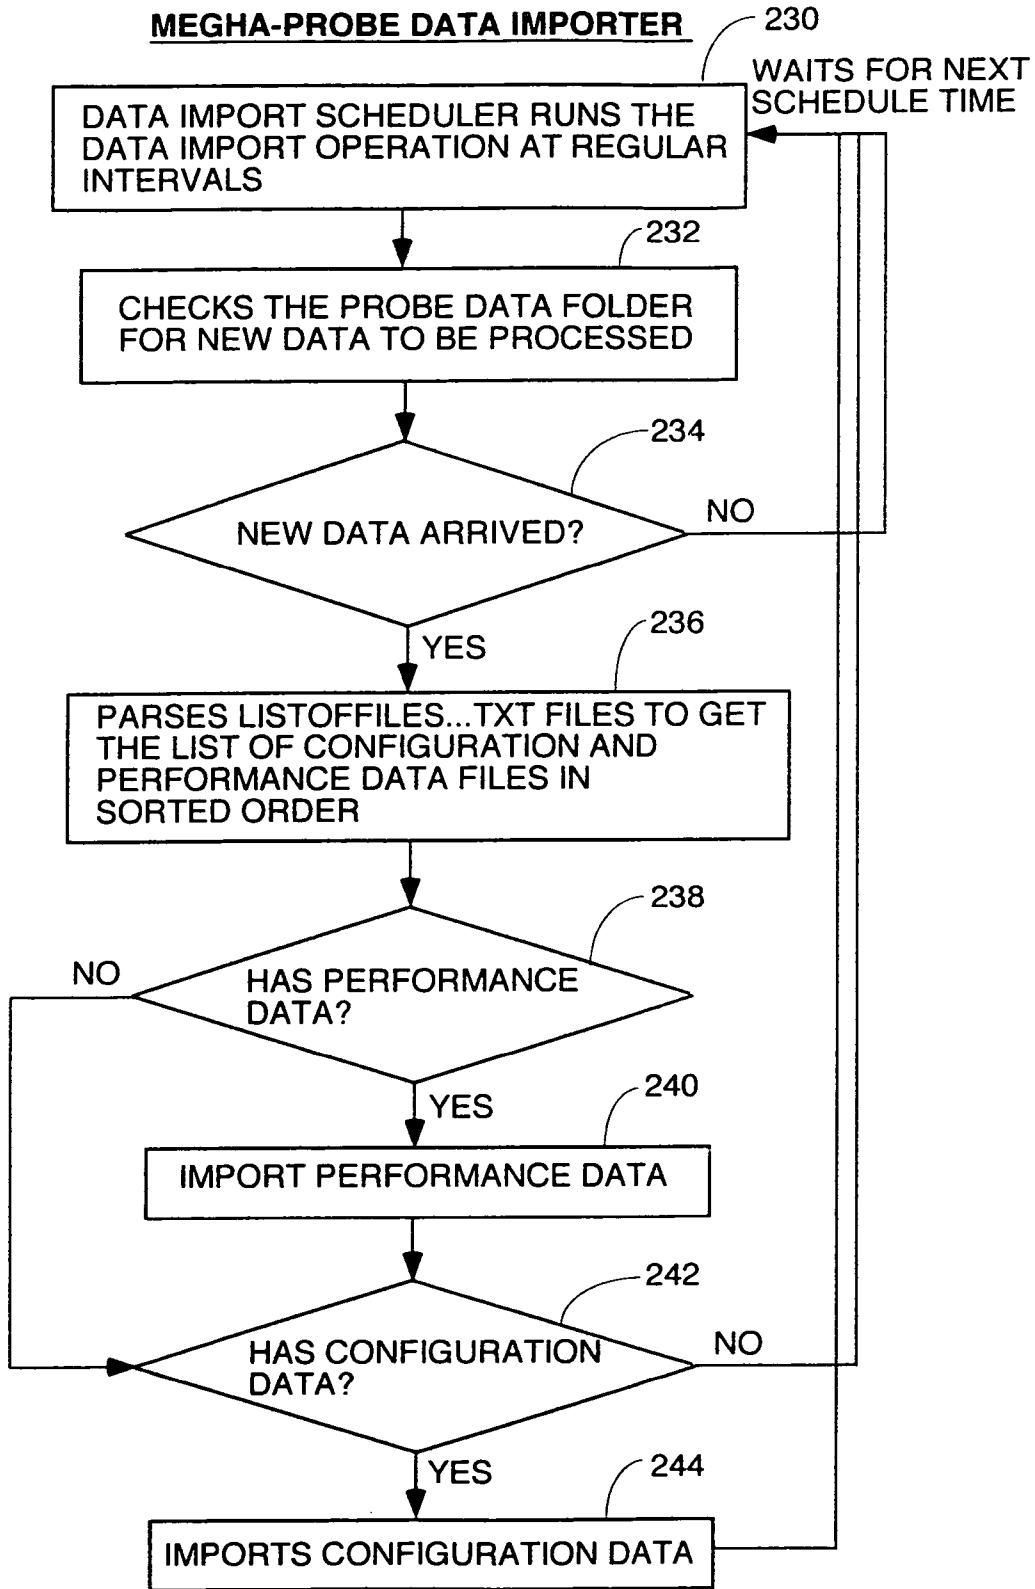 MEGHA-PROBE DATA IMPORTER
230
WAITS FOR NEXT
SCHEDULE TIME
DATA IMPORT SCHEDULER RUNS THE
DATA IMPORT OPERATION AT REGULAR
INTERVALS
232
CHECKS THE PROBE DATA FOLDER
FOR NEW DATA TO BE PROCESSED
234
NEW DATA ARRIVED?
NO
YES
236
PARSES LISTOFFILES...TXT FILES TO GET
THE LIST OF CONFIGURATION AND
PERFORMANCE DATA FILES IN
SORTED ORDER
238
NO
HAS PERFORMANCE
DATA?
YES
240
IMPORT PERFORMANCE DATA
242
HAS CONFIGURATION
DATA?
NO
YES
244
IMPORTS CONFIGURATION DATA